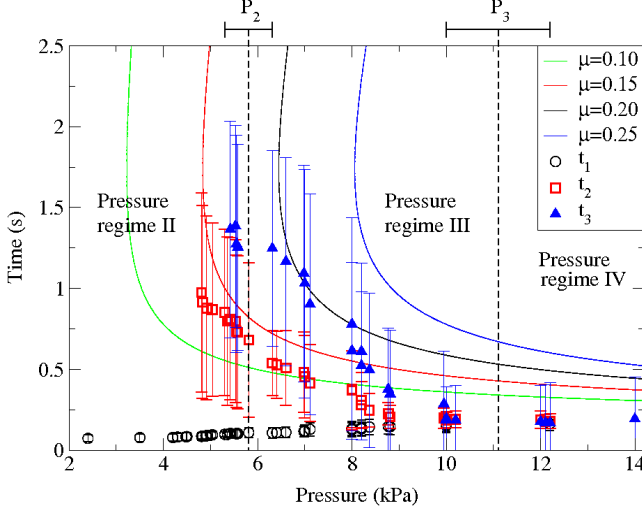 P2 P3
2.5
2
1.5
1
0.5
0
Time (s)
2 4 6 8 10 12 14
Pressure (kPa)
Pressure
regime II
Pressure
regime III
Pressure
regime IV
μ=0.10
μ=0.15
μ=0.20
μ=0.25
t1
t2
t3